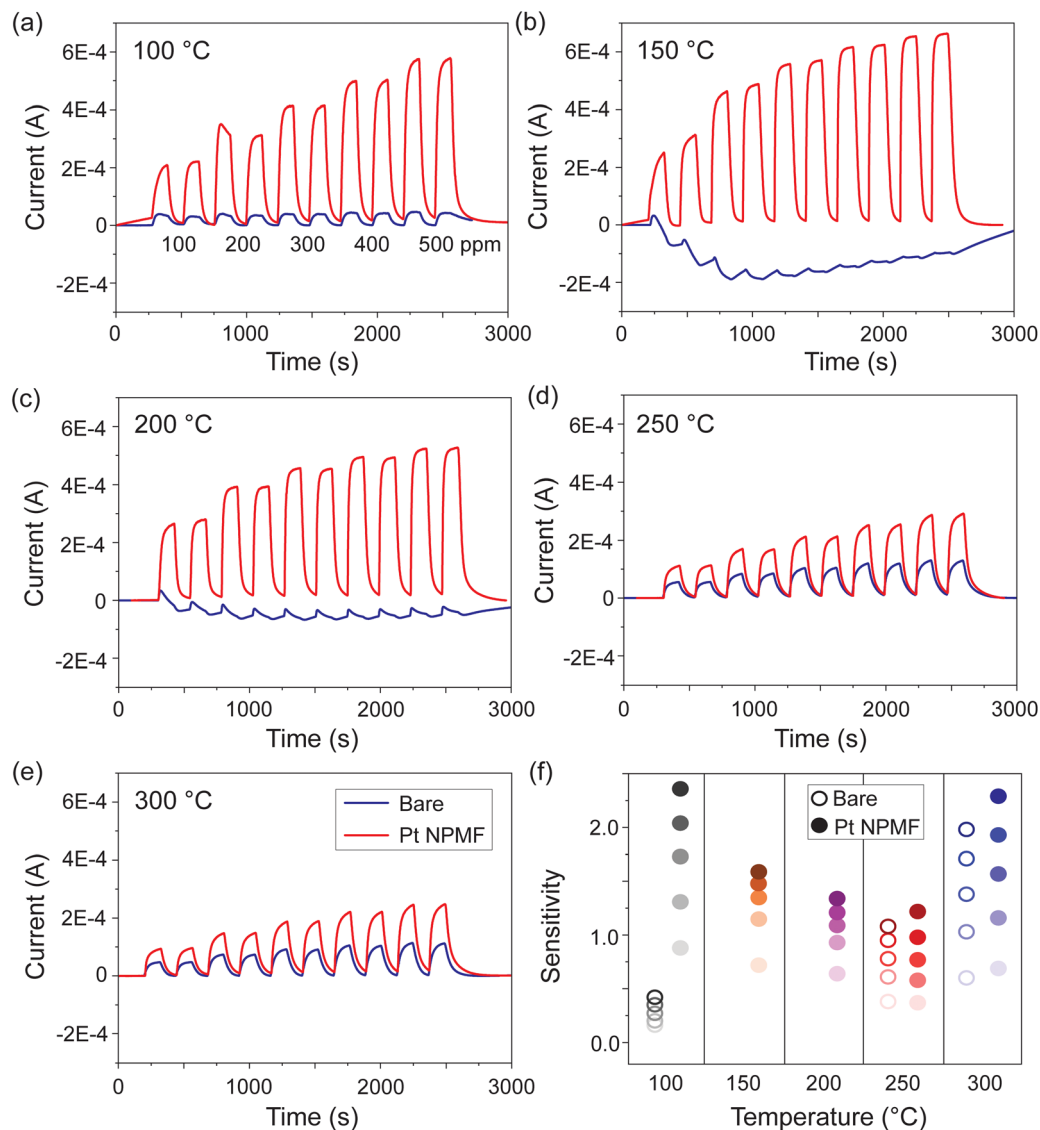 (a)
100 °C
6E-4
4E-4
2E-4
0
-2E-4
Current (A)
100 200 300 400 500 ppm
0 1000 2000 3000
Time (s)
(b)
150 °C
6E-4
4E-4
2E-4
0
-2E-4
Current (A)
0 1000 2000 3000
Time (s)
(c)
200 °C
6E-4
4E-4
2E-4
0
-2E-4
Current (A)
0 1000 2000 3000
Time (s)
(d)
250 °C
6E-4
4E-4
2E-4
0
-2E-4
Current (A)
0 1000 2000 3000
Time (s)
(e)
300 °C
Bare
Pt NPMF
6E-4
4E-4
2E-4
0
-2E-4
Current (A)
0 1000 2000 3000
Time (s)
(f)
Bare
Pt NPMF
2.0
1.0
0.0
Sensitivity
100 150 200 250 300
Temperature (°C)